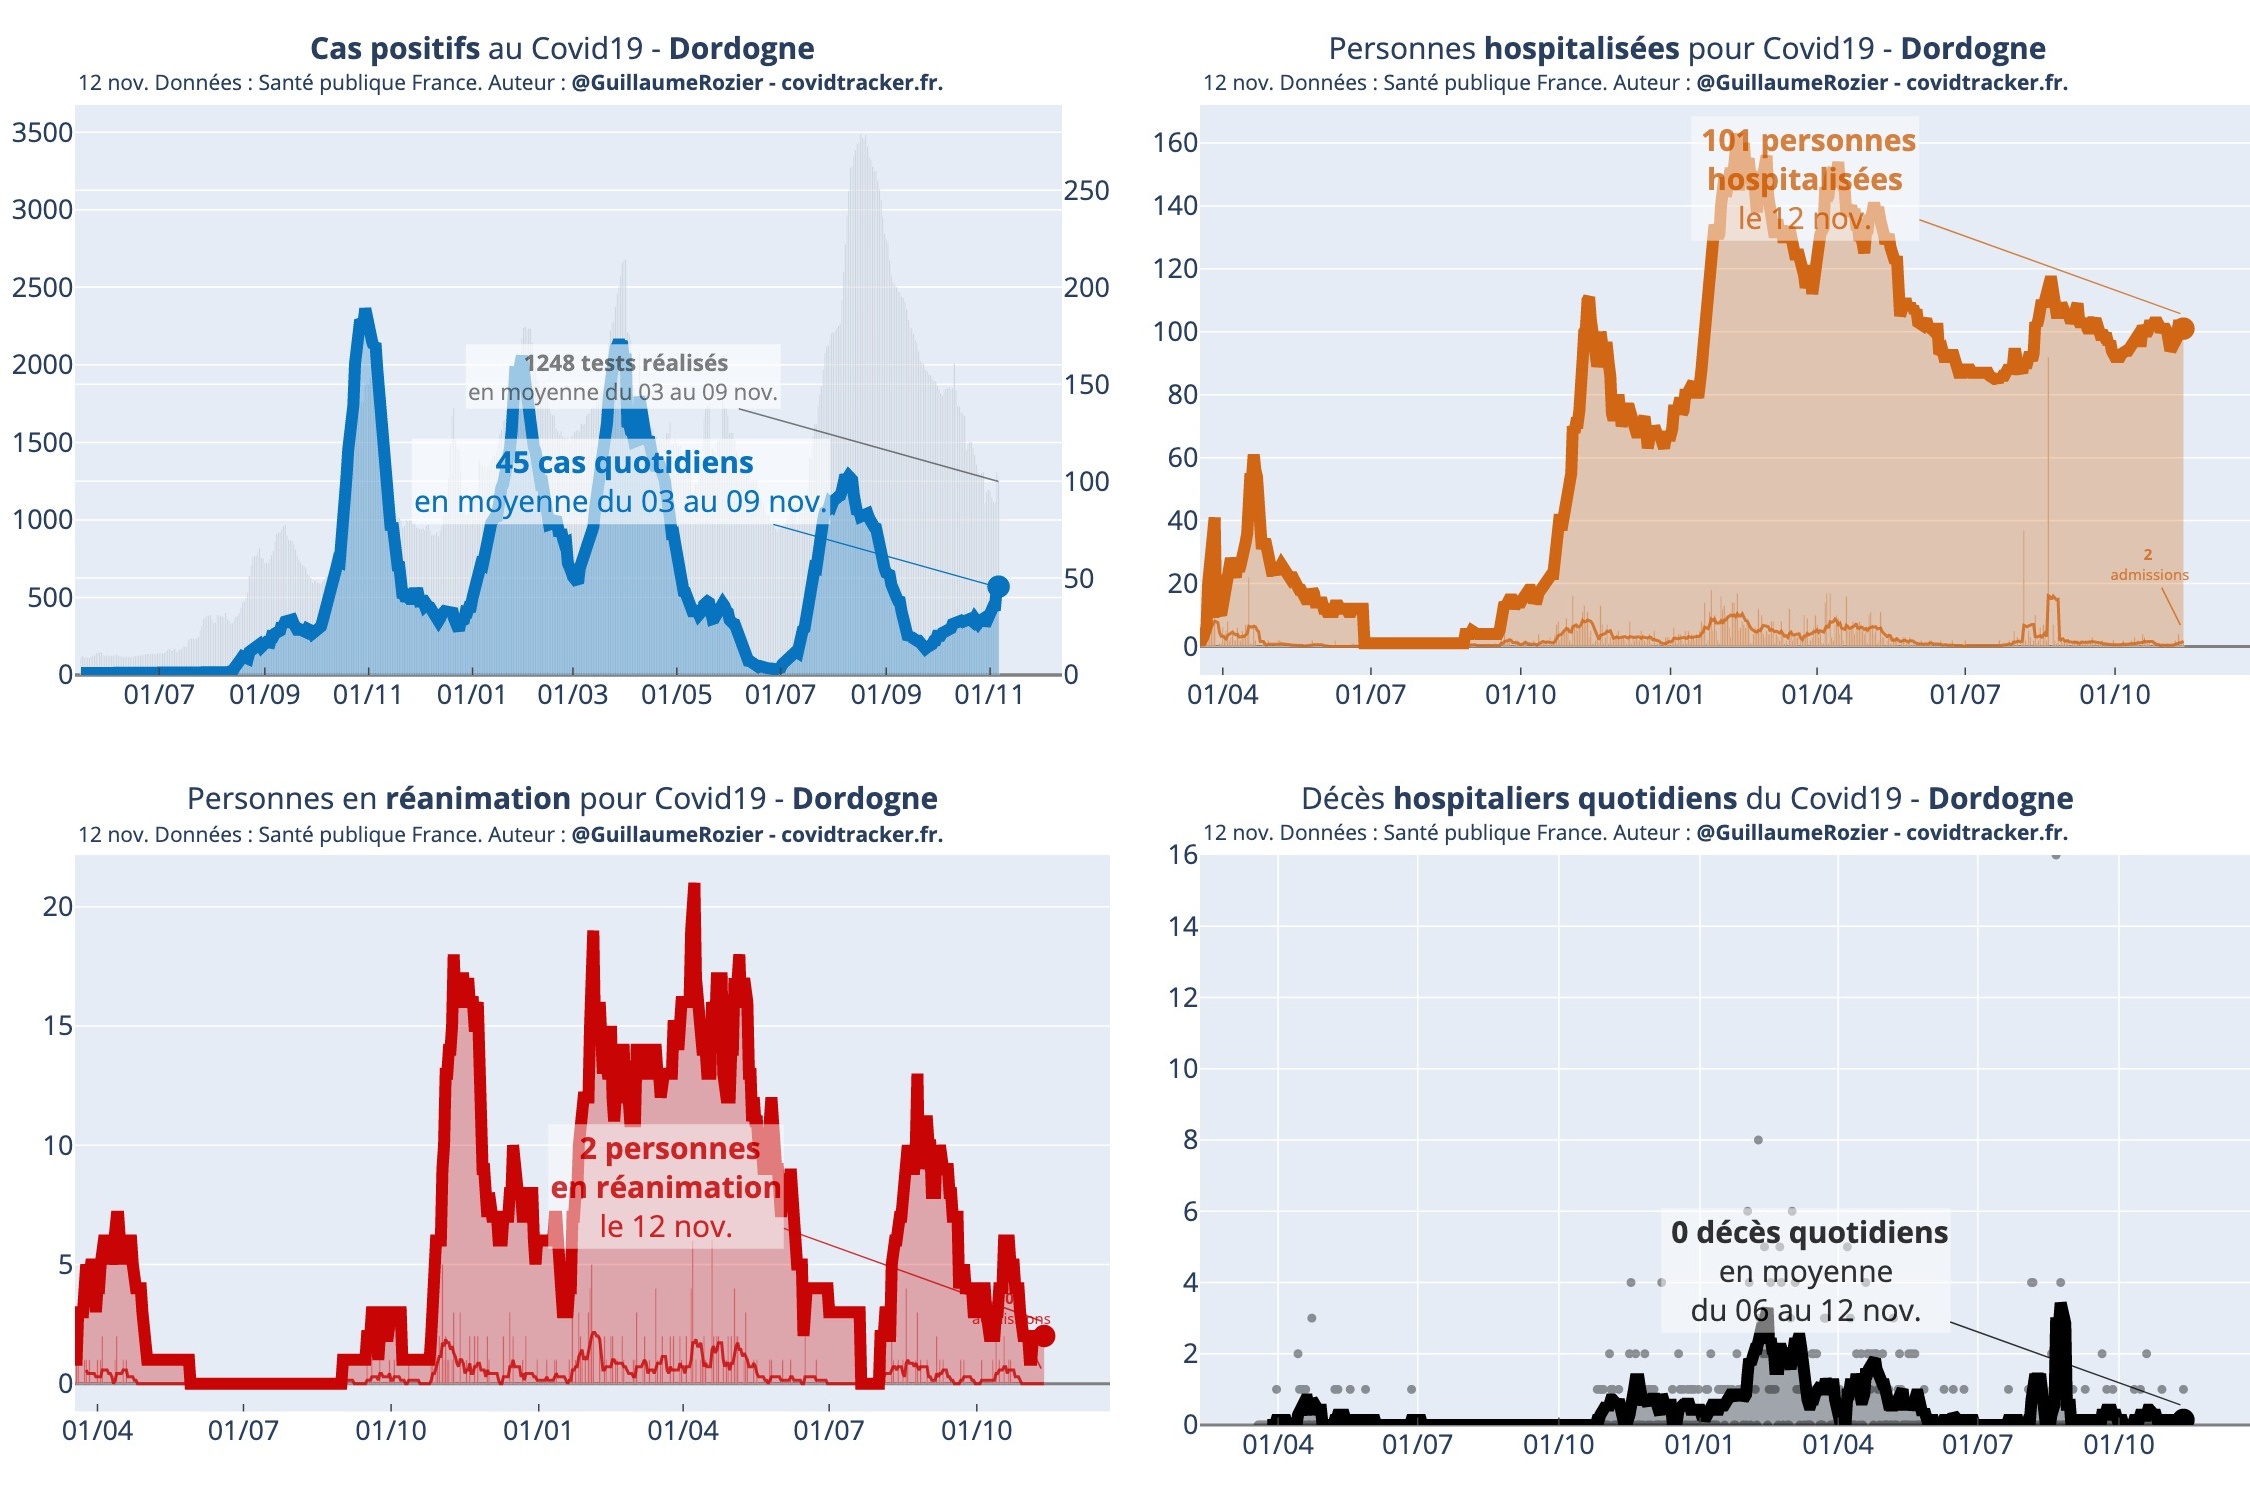 Cas positifs au Covid19 - Dordogne
12 nov. Données : Santé publique France. Auteur : @GuillaumeRozier - covidtracker.fr.
3500
3000
2500
2000
1500
1000
500
0
250
200
150
100
50
0
1248 tests réalisés
en moyenne du 03 au 09 nov.
45 cas quotidiens
en moyenne du 03 au 09 nov.
01/07 01/09 01/11 01/01 01/03 01/05 01/07 01/09 01/11
Personnes hospitalisées pour Covid19 - Dordogne
12 nov. Données : Santé publique France. Auteur : @GuillaumeRozier - covidtracker.fr.
160
140
120
100
80
60
40
20
0
101 personnes
hospitalisées
le 12 nov.
2
admissions
01/04 01/07 01/10 01/01 01/04 01/07 01/10
Personnes en réanimation pour Covid19 - Dordogne
12 nov. Données : Santé publique France. Auteur : @GuillaumeRozier - covidtracker.fr.
20
15
10
5
0
2 personnes
en réanimation
le 12 nov.
0
admissions
01/04 01/07 01/10 01/01 01/04 01/07 01/10
Décès hospitaliers quotidiens du Covid19 - Dordogne
12 nov. Données : Santé publique France. Auteur : @GuillaumeRozier - covidtracker.fr.
16
14
12
10
8
6
4
2
0
0 décès quotidiens
en moyenne
du 06 au 12 nov.
01/04 01/07 01/10 01/01 01/04 01/07 01/10